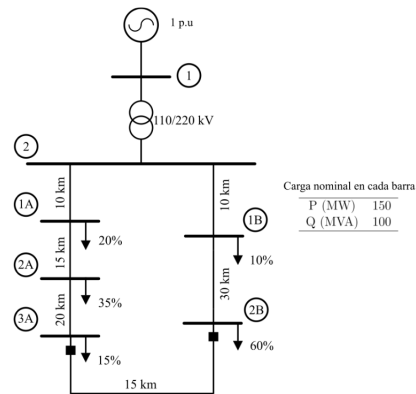 1 p.u
1
110/220 kV
2
10 km
10 km
Carga nominal en cada barra
P (MW) 150
Q (MVA) 100
1A
20%
1B
10%
15 km
2A
35%
30 km
20 km
3A
15%
2B
60%
15 km